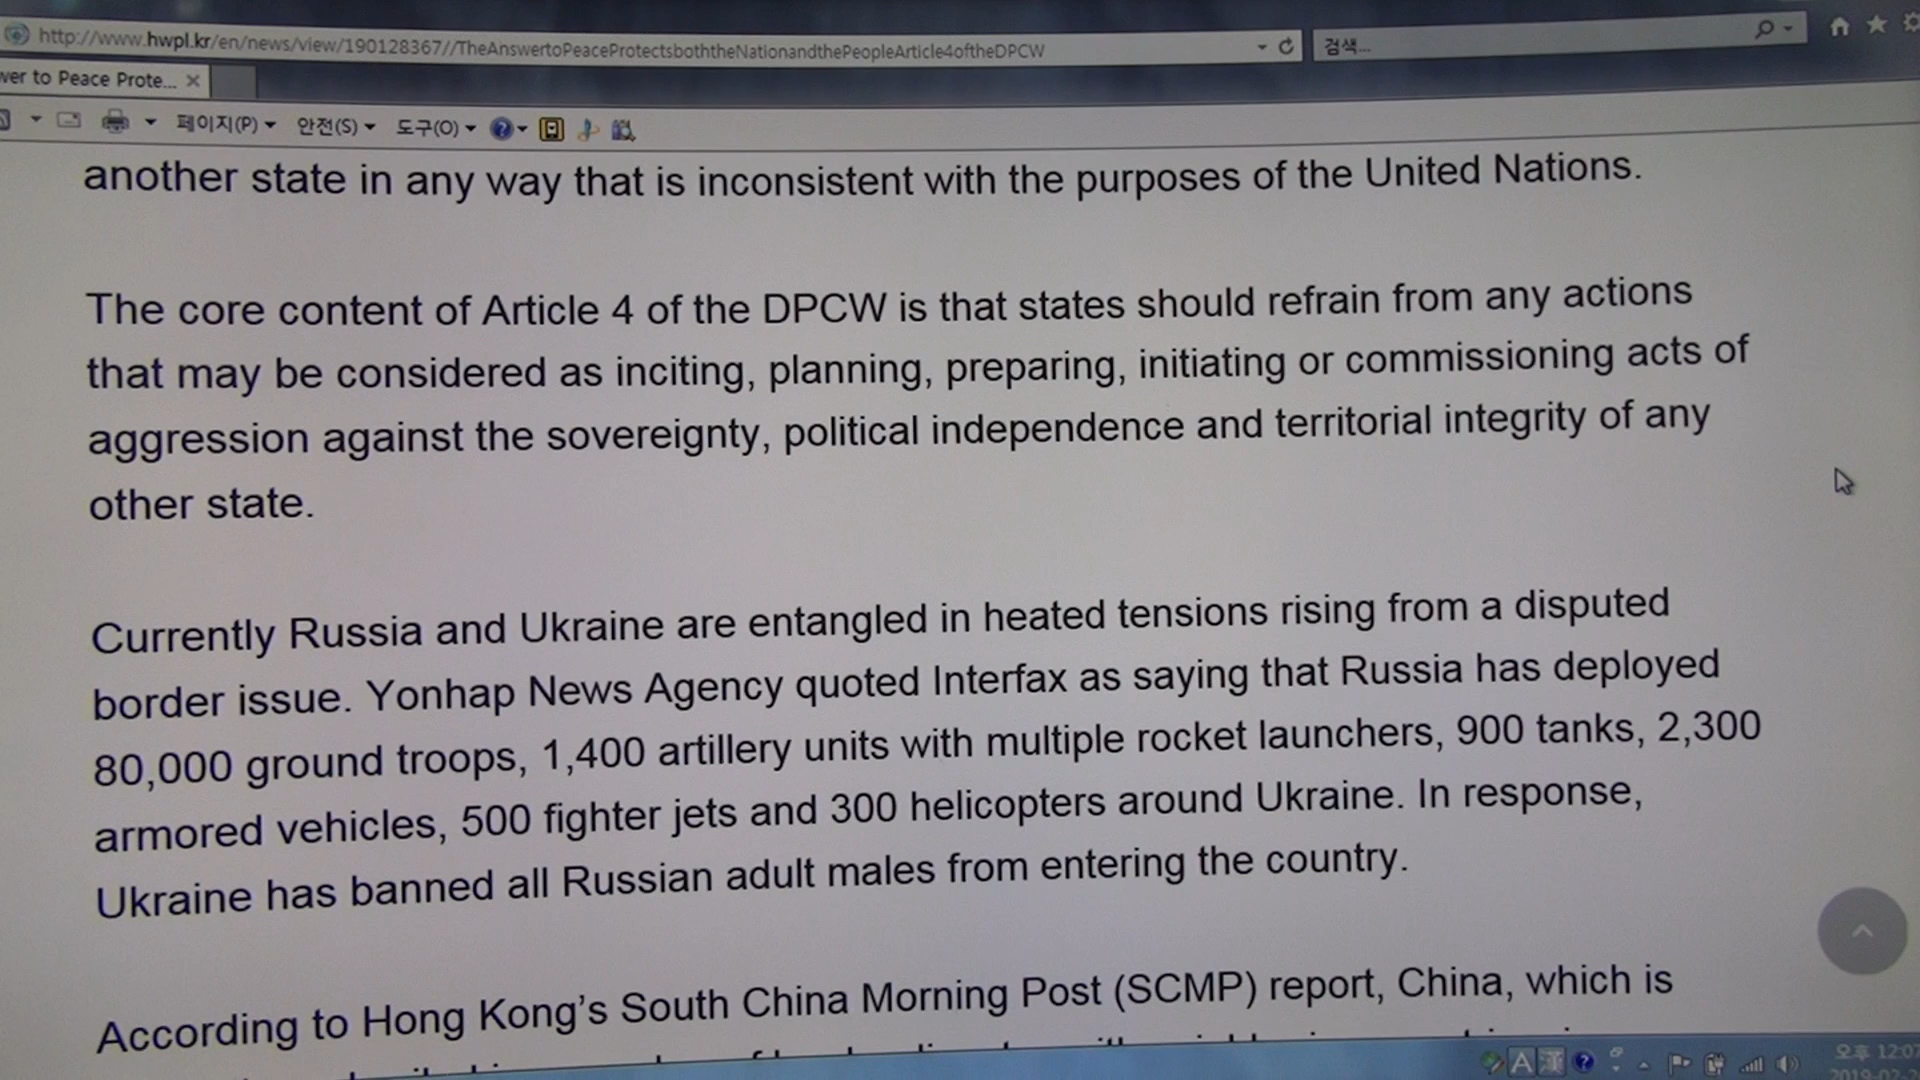 http://www.hwpl.kr/en/news/view/190128367//TheAnswertoPeaceProtectsboththeNationandthePeopleArticle4oftheDPCW
검색...
wer to Peace Prote...
페이지(P) 안전(S) 도구(O)
another state in any way that is inconsistent with the purposes of the United Nations.
The core content of Article 4 of the DPCW is that states should refrain from any actions
that may be considered as inciting, planning, preparing, initiating or commissioning acts of
aggression against the sovereignty, political independence and territorial integrity of any
other state.
Currently Russia and Ukraine are entangled in heated tensions rising from a disputed
border issue. Yonhap News Agency quoted Interfax as saying that Russia has deployed
80,000 ground troops, 1,400 artillery units with multiple rocket launchers, 900 tanks, 2,300
armored vehicles, 500 fighter jets and 300 helicopters around Ukraine. In response,
Ukraine has banned all Russian adult males from entering the country.
According to Hong Kong's South China Morning Post (SCMP) report, China, which is
A 漢 오후 12:07